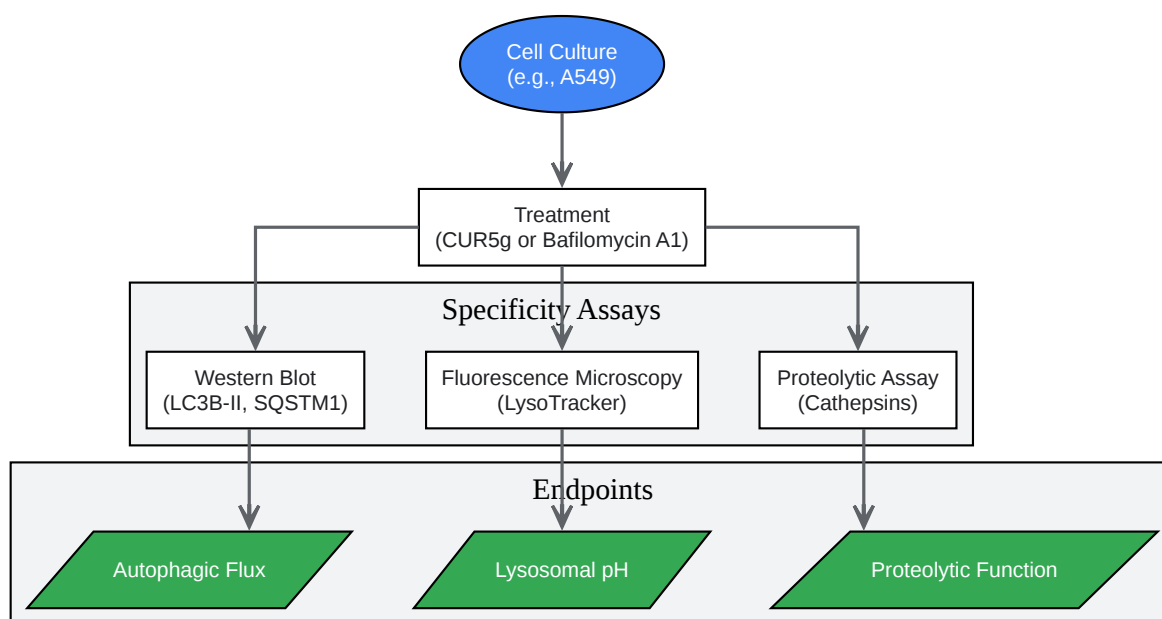 Cell Culture
(e.g., A549)
Treatment
(CUR5g or Bafilomycin A1)
Specificity Assays
Western Blot
(LC3B-II, SQSTM1)
Fluorescence Microscopy
(LysoTracker)
Proteolytic Assay
(Cathepsins)
Endpoints
Autophagic Flux
Lysosomal pH
Proteolytic Function